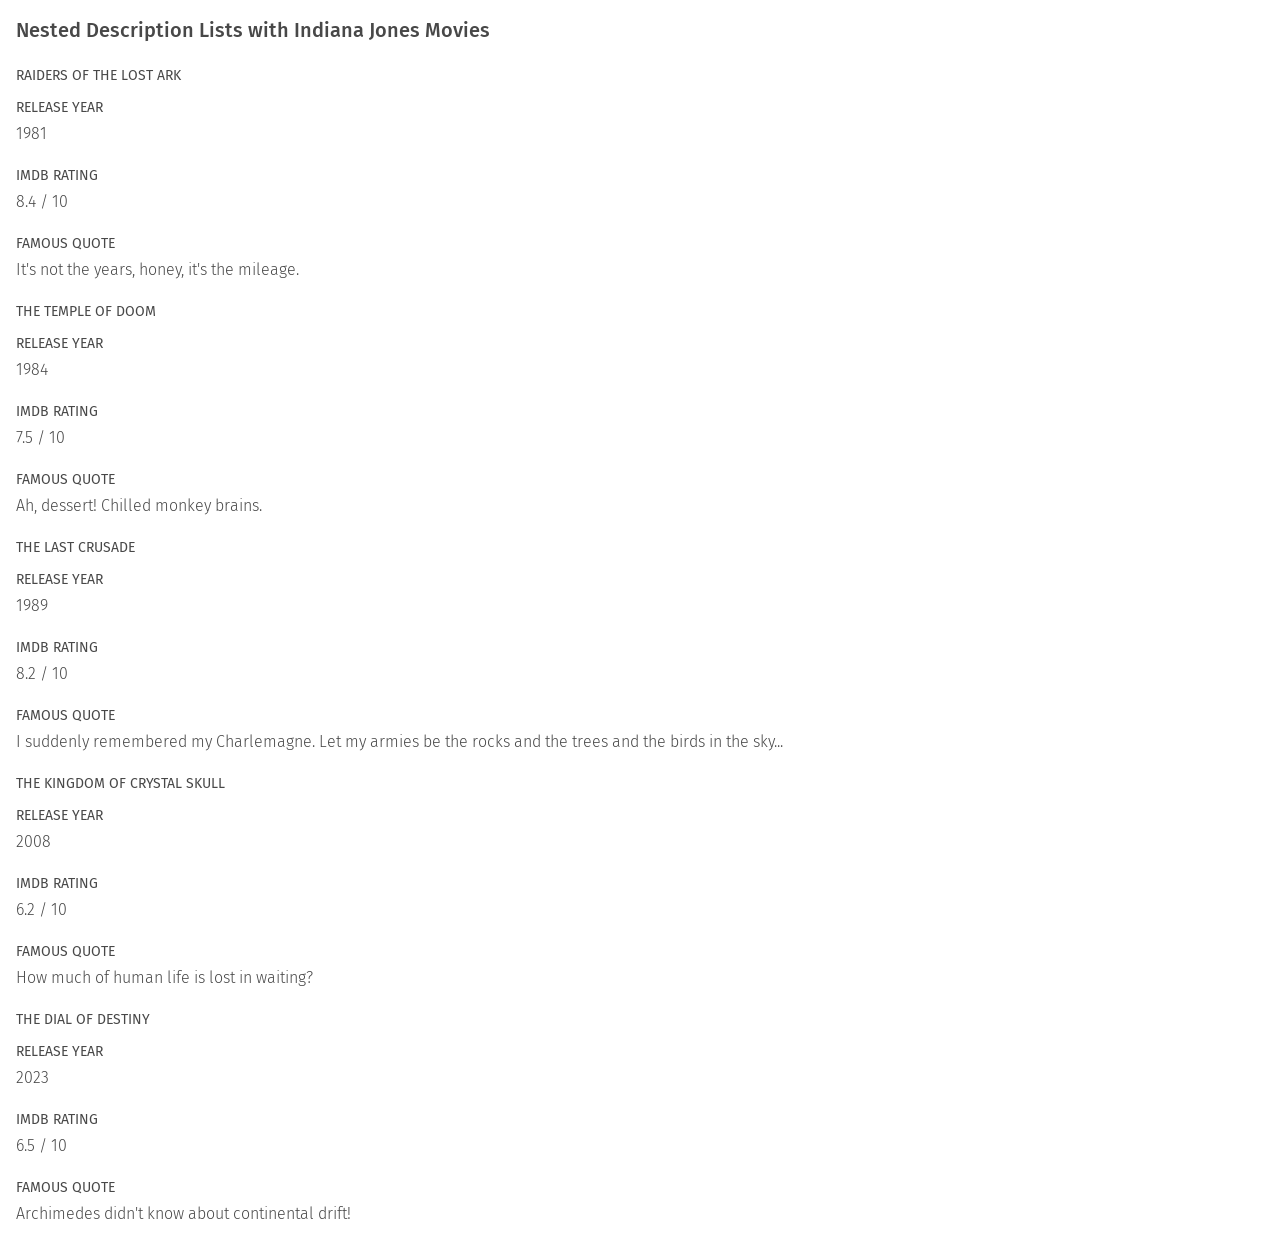 Nested Description Lists with Indiana Jones Movies
RAIDERS OF THE LOST ARK
RELEASE YEAR
1981
IMDB RATING
8.4 / 10
FAMOUS QUOTE
It's not the years, honey, it's the mileage.
THE TEMPLE OF DOOM
RELEASE YEAR
1984
IMDB RATING
7.5 / 10
FAMOUS QUOTE
Ah, dessert! Chilled monkey brains.
THE LAST CRUSADE
RELEASE YEAR
1989
IMDB RATING
8.2 / 10
FAMOUS QUOTE
I suddenly remembered my Charlemagne. Let my armies be the rocks and the trees and the birds in the sky...
THE KINGDOM OF CRYSTAL SKULL
RELEASE YEAR
2008
IMDB RATING
6.2 / 10
FAMOUS QUOTE
How much of human life is lost in waiting?
THE DIAL OF DESTINY
RELEASE YEAR
2023
IMDB RATING
6.5 / 10
FAMOUS QUOTE
Archimedes didn't know about continental drift!